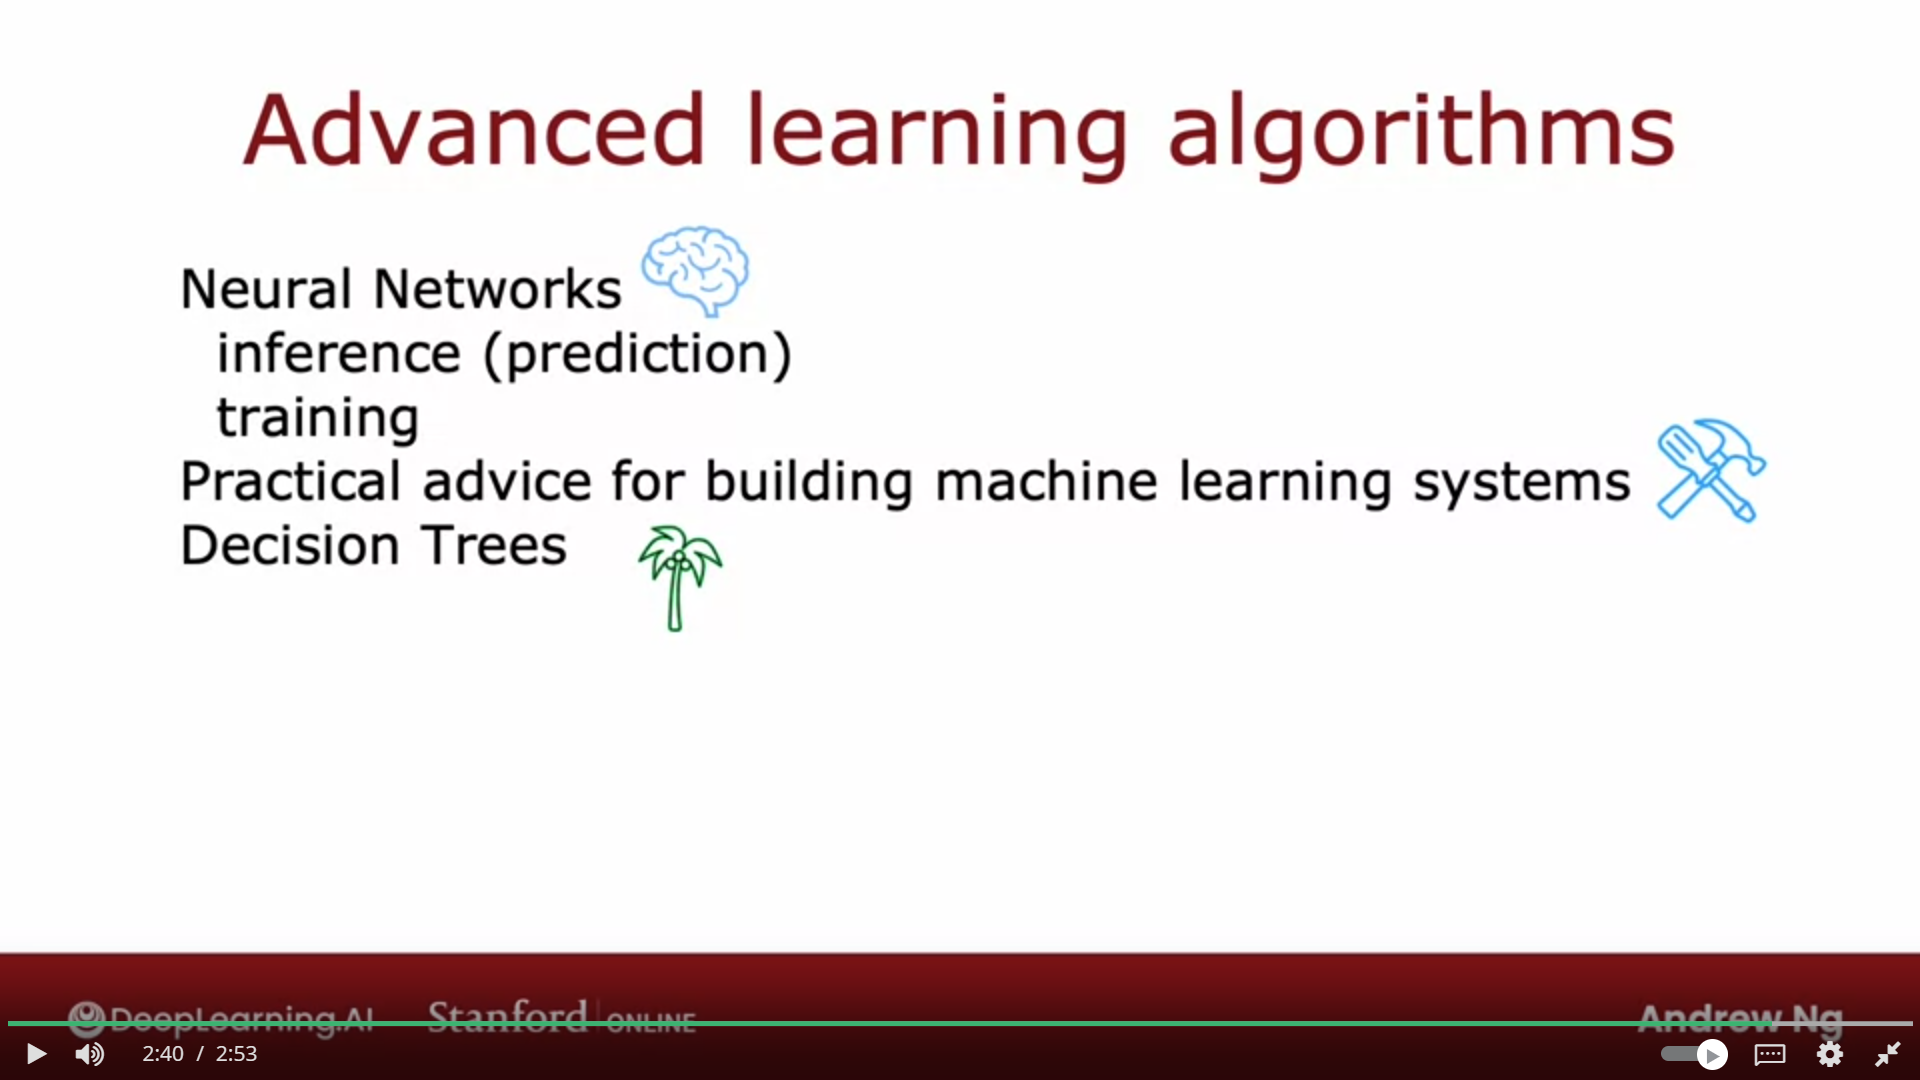 Advanced learning algorithms
Neural Networks
inference (prediction)
training
Practical advice for building machine learning systems
Decision Trees
DeepLearning.AI Stanford ONLINE Andrew Ng
2:40 / 2:53